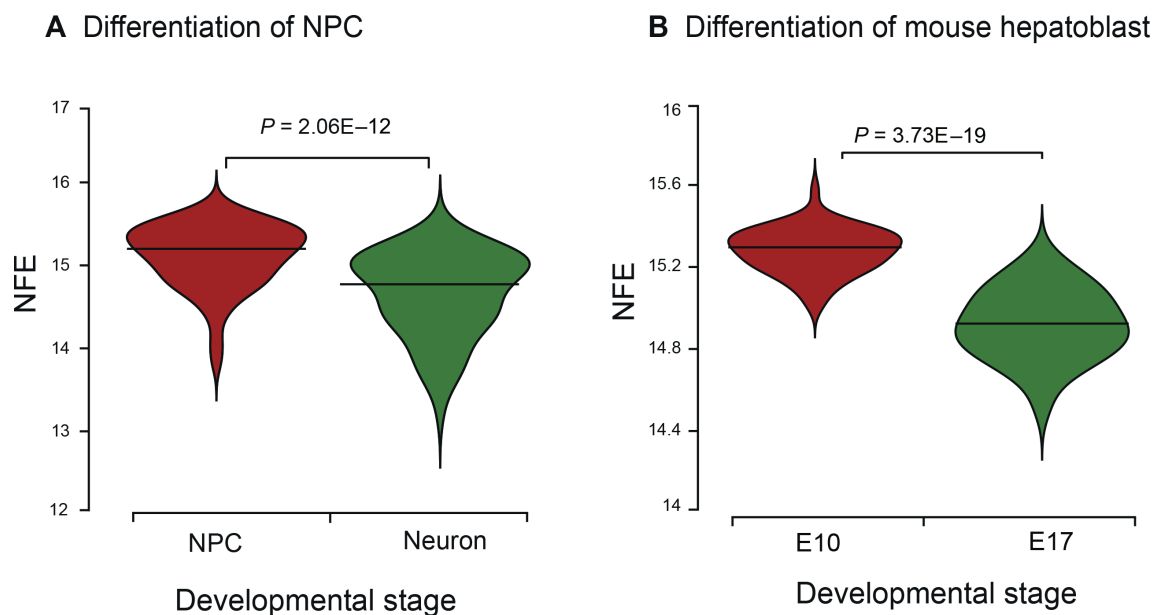 A Differentiation of NPC
17
P = 2.06E–12
16
15
14
13
12
NFE
NPC
Neuron
Developmental stage
B Differentiation of mouse hepatoblast
16
P = 3.73E–19
15.6
15.2
14.8
14.4
14
NFE
E10
E17
Developmental stage